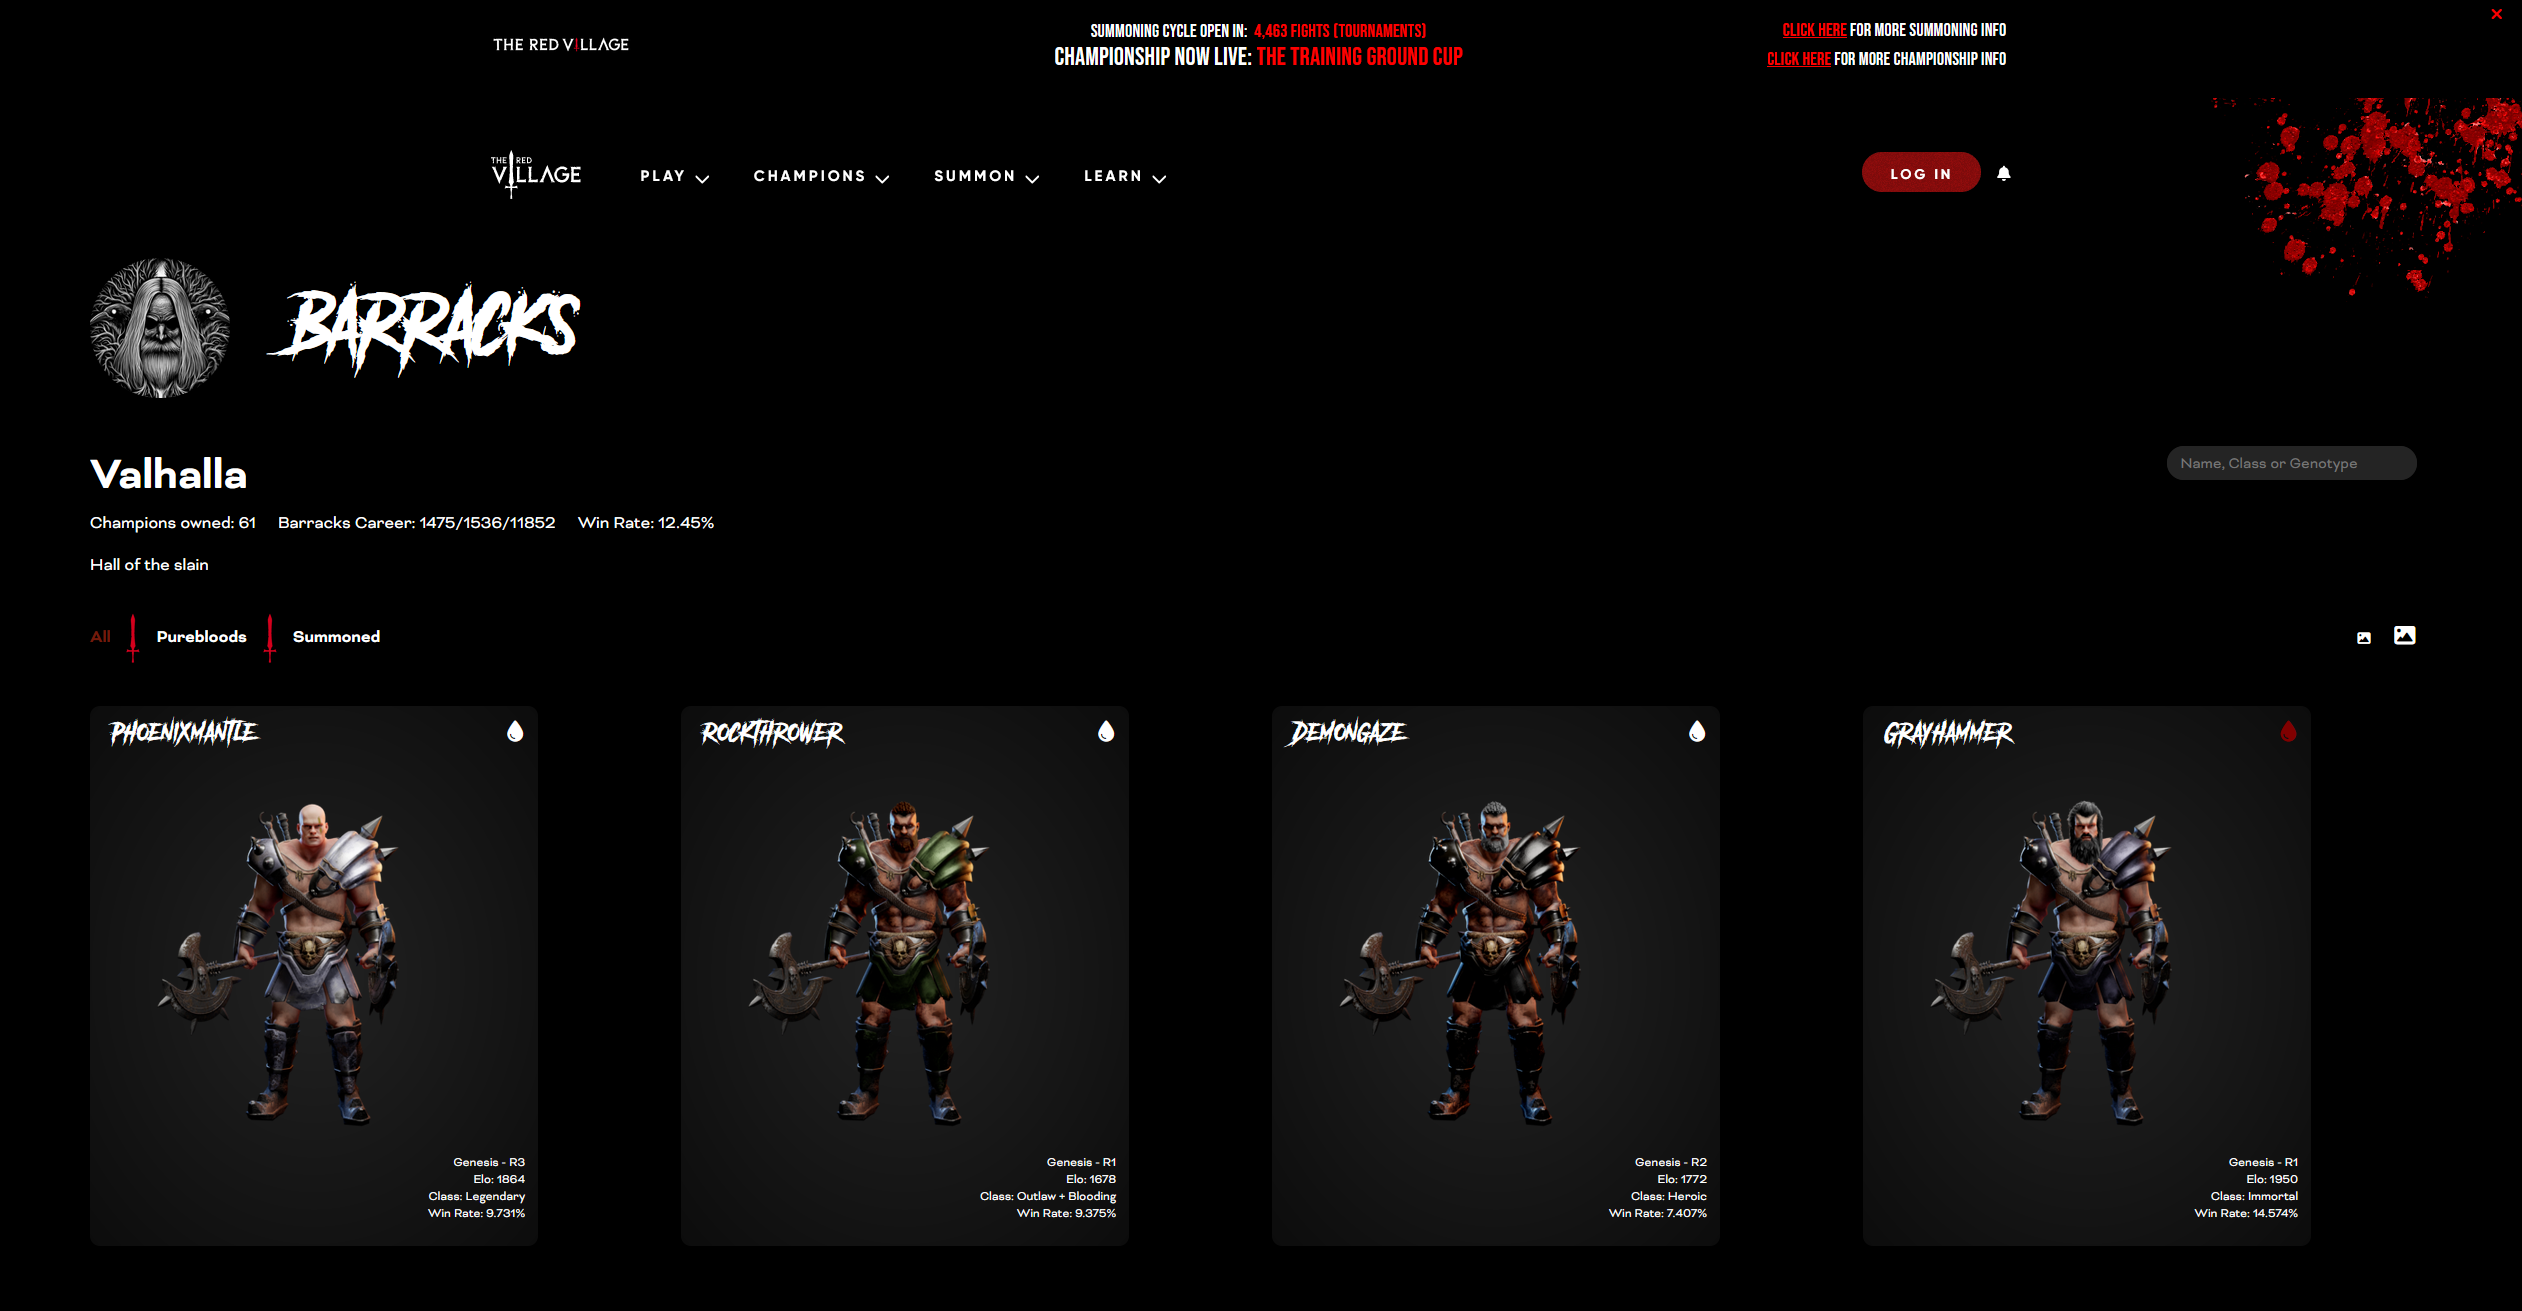 THE RED VILLAGE
SUMMONING CYCLE OPEN IN: 4,463 FIGHTS (TOURNAMENTS)
CHAMPIONSHIP NOW LIVE: THE TRAINING GROUND CUP
CLICK HERE FOR MORE SUMMONING INFO
CLICK HERE FOR MORE CHAMPIONSHIP INFO
THE RED
VILLAGE
PLAY
CHAMPIONS
SUMMON
LEARN
LOG IN
BARRACKS
Valhalla
Name, Class or Genotype
Champions owned: 61 Barracks Career: 1475/1536/11852 Win Rate: 12.45%
Hall of the slain
All Purebloods Summoned
PHOENIXMANTLE
Genesis - R3
Elo: 1864
Class: Legendary
Win Rate: 9.731%
ROCKTHROWER
Genesis - R1
Elo: 1678
Class: Outlaw + Blooding
Win Rate: 9.375%
DEMONGAZE
Genesis - R2
Elo: 1772
Class: Heroic
Win Rate: 7.407%
GRAYHAMMER
Genesis - R1
Elo: 1950
Class: Immortal
Win Rate: 14.574%